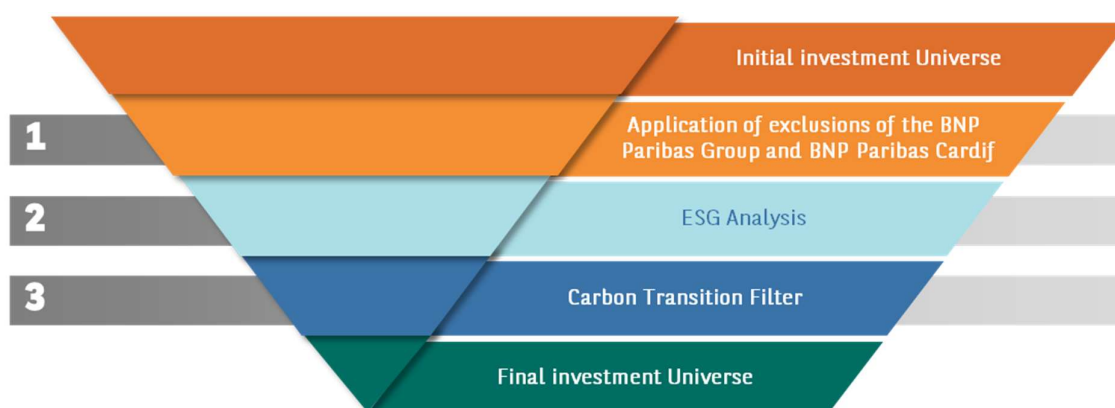 Initial investment Universe
1
Application of exclusions of the BNP
Paribas Group and BNP Paribas Cardif
2
ESG Analysis
3
Carbon Transition Filter
Final investment Universe